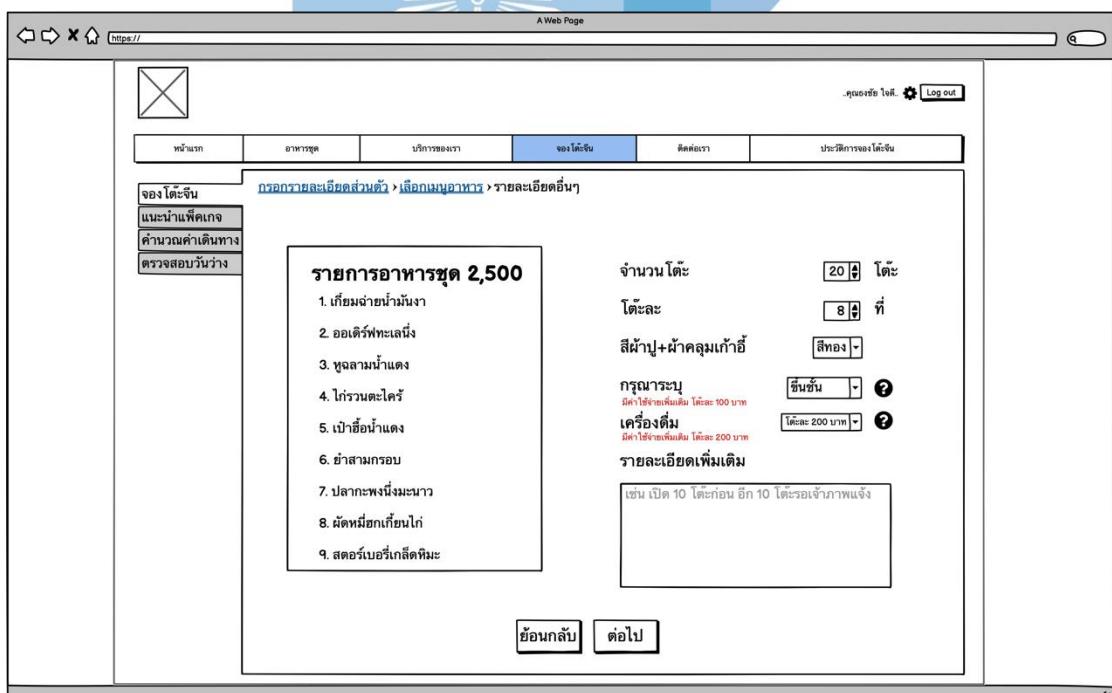 A Web Page
https://
..คุณธงชัย ใจดี.. Log out
หน้าแรก อาหารชุด บริการของเรา จองโต๊ะจีน ติดต่อเรา ประวัติการจองโต๊ะจีน
จองโต๊ะจีน
แนะนำแพ็คเกจ
คำนวณค่าเดินทาง
ตรวจสอบวันว่าง
กรอกรายละเอียดส่วนตัว › เลือกเมนูอาหาร › รายละเอียดอื่นๆ
รายการอาหารชุด 2,500
1. เกี๊ยมฉ่ายน้ำมันงา
2. ออเดิร์ฟทะเลนึ่ง
3. หูฉลามน้ำแดง
4. ไก่รวนตะไคร้
5. เป๋าฮื้อน้ำแดง
6. ยำสามกรอบ
7. ปลากะพงนึ่งมะนาว
8. ผัดหมี่ฮกเกี้ยนไก่
9. สตอร์เบอรี่เกล็ดหิมะ
จำนวนโต๊ะ 20 โต๊ะ
โต๊ะละ 8 ที่
สีผ้าปู+ผ้าคลุมเก้าอี้ สีทอง
กรุณาระบุ ขึ้นชั้น ?
มีค่าใช้จ่ายเพิ่มเติม โต๊ะละ 100 บาท
เครื่องดื่ม โต๊ะละ 200 บาท ?
มีค่าใช้จ่ายเพิ่มเติม โต๊ะละ 200 บาท
รายละเอียดเพิ่มเติม
เช่น เปิด 10 โต๊ะก่อน อีก 10 โต๊ะรอเจ้าภาพแจ้ง
ย้อนกลับ ต่อไป